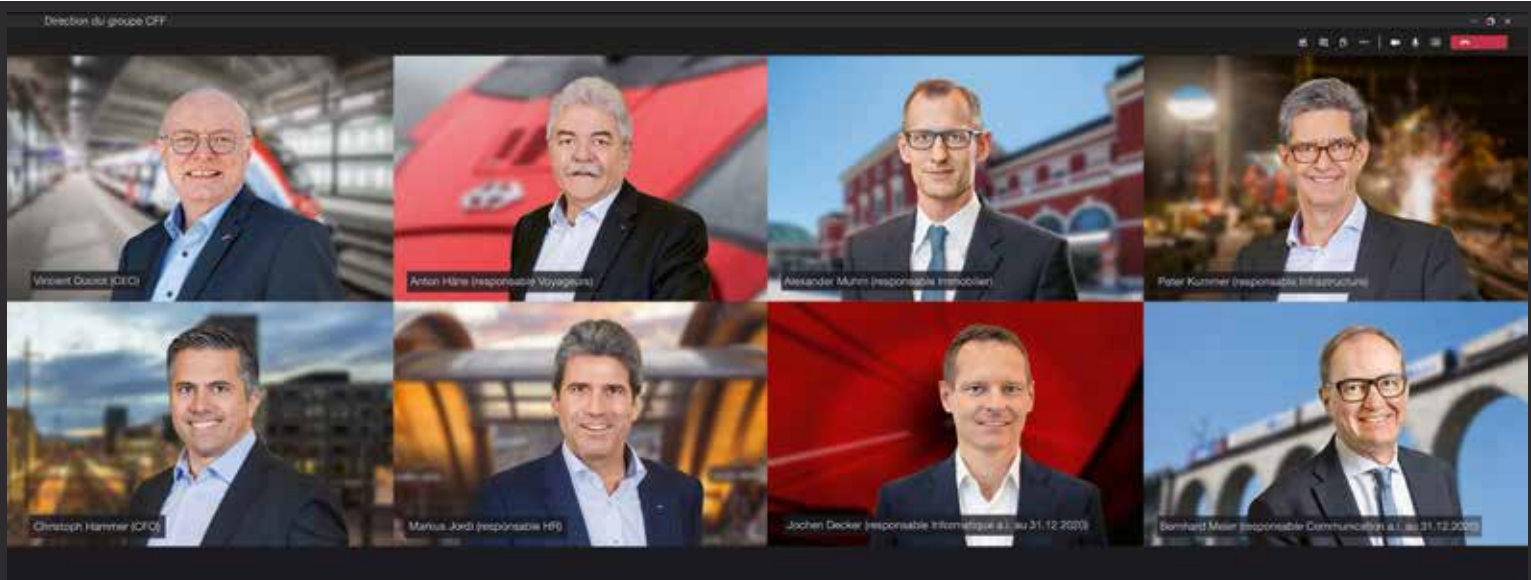 Direction du groupe CFF
Vincent Ducrot (CEO)
Anton Häne (responsable Voyageurs)
Alexander Muhm (responsable Immobilier)
Peter Kummer (responsable Infrastructure)
Christoph Hammer (CFO)
Markus Jordi (responsable HR)
Jochen Decker (responsable Informatique a.i. au 31.12.2020)
Bernhard Meier (responsable Communication a.i. au 31.12.2020)